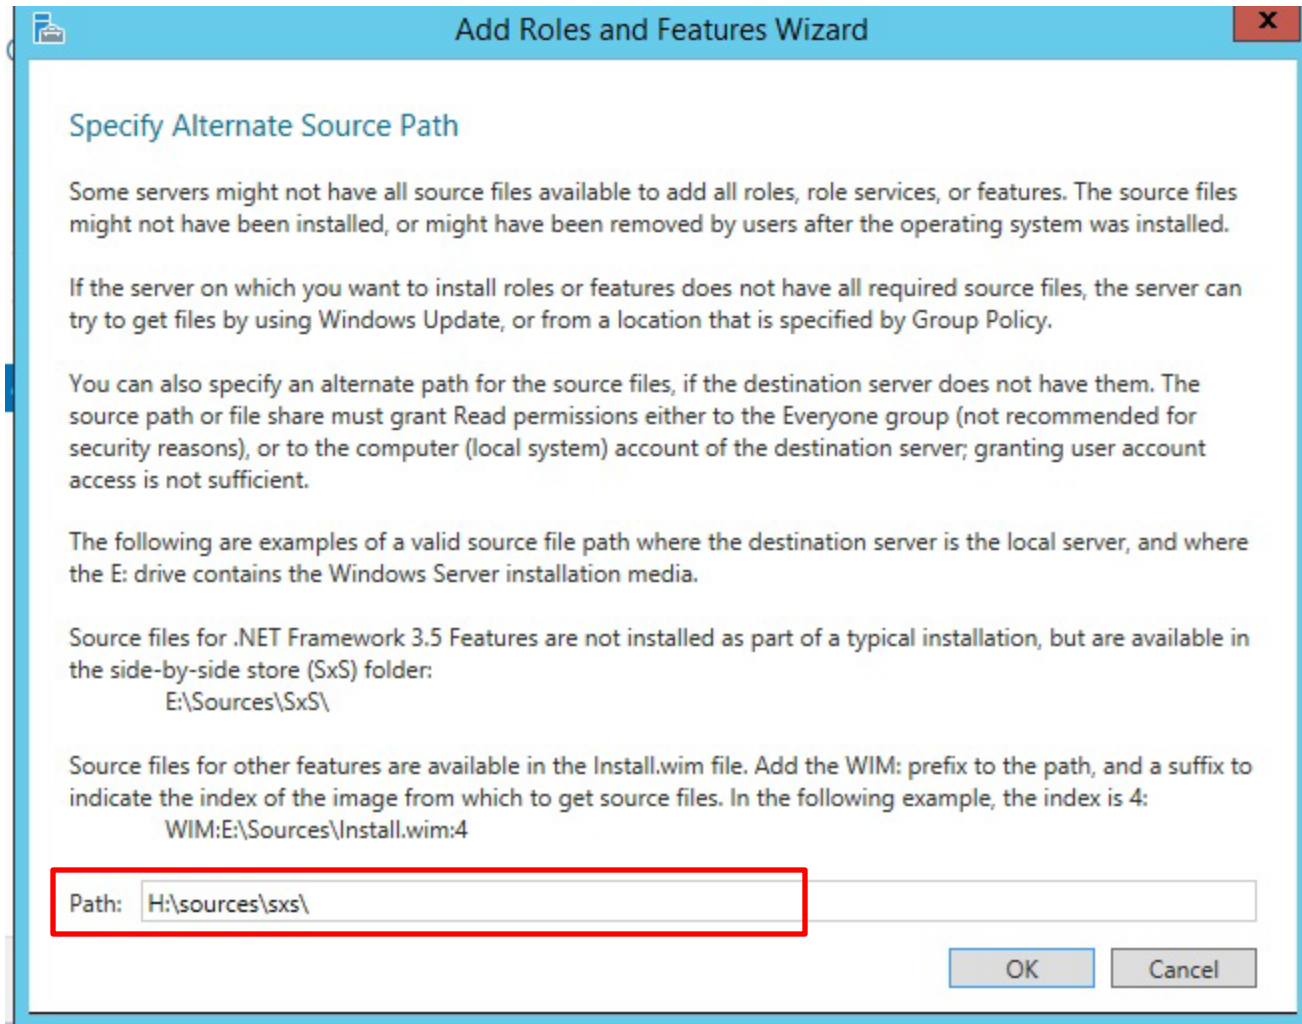 Add Roles and Features Wizard
x
Specify Alternate Source Path
Some servers might not have all source files available to add all roles, role services, or features. The source files
might not have been installed, or might have been removed by users after the operating system was installed.
If the server on which you want to install roles or features does not have all required source files, the server can
try to get files by using Windows Update, or from a location that is specified by Group Policy.
You can also specify an alternate path for the source files, if the destination server does not have them. The
source path or file share must grant Read permissions either to the Everyone group (not recommended for
security reasons), or to the computer (local system) account of the destination server; granting user account
access is not sufficient.
The following are examples of a valid source file path where the destination server is the local server, and where
the E: drive contains the Windows Server installation media.
Source files for .NET Framework 3.5 Features are not installed as part of a typical installation, but are available in
the side-by-side store (SxS) folder:
E:\Sources\SxS\
Source files for other features are available in the Install.wim file. Add the WIM: prefix to the path, and a suffix to
indicate the index of the image from which to get source files. In the following example, the index is 4:
WIM:E:\Sources\Install.wim:4
Path: H:\sources\sxs\
OK Cancel